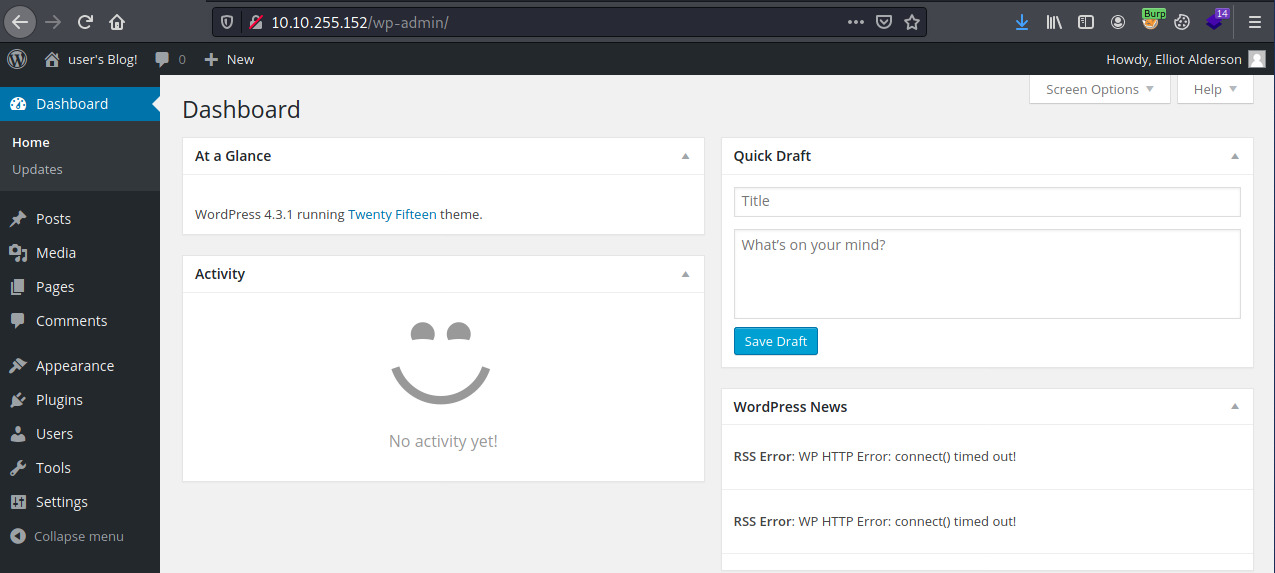 10.10.255.152/wp-admin/
Burp
14
user's Blog! 0 New
Howdy, Elliot Alderson
Dashboard
Home
Updates
Posts
Media
Pages
Comments
Appearance
Plugins
Users
Tools
Settings
Collapse menu
Screen Options
Help
Dashboard
At a Glance
WordPress 4.3.1 running Twenty Fifteen theme.
Activity
No activity yet!
Quick Draft
Title
What's on your mind?
Save Draft
WordPress News
RSS Error: WP HTTP Error: connect() timed out!
RSS Error: WP HTTP Error: connect() timed out!